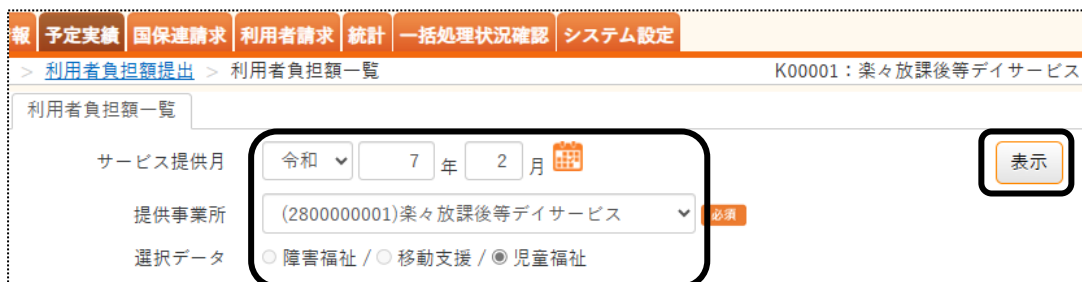 報 予定実績 国保連請求 利用者請求 統計 一括処理状況確認 システム設定
> 利用者負担額提出 > 利用者負担額一覧 K00001：楽々放課後等デイサービス
利用者負担額一覧
サービス提供月 令和 7 年 2 月 表示
提供事業所 (2800000001)楽々放課後等デイサービス 必須
選択データ 障害福祉 / 移動支援 / 児童福祉